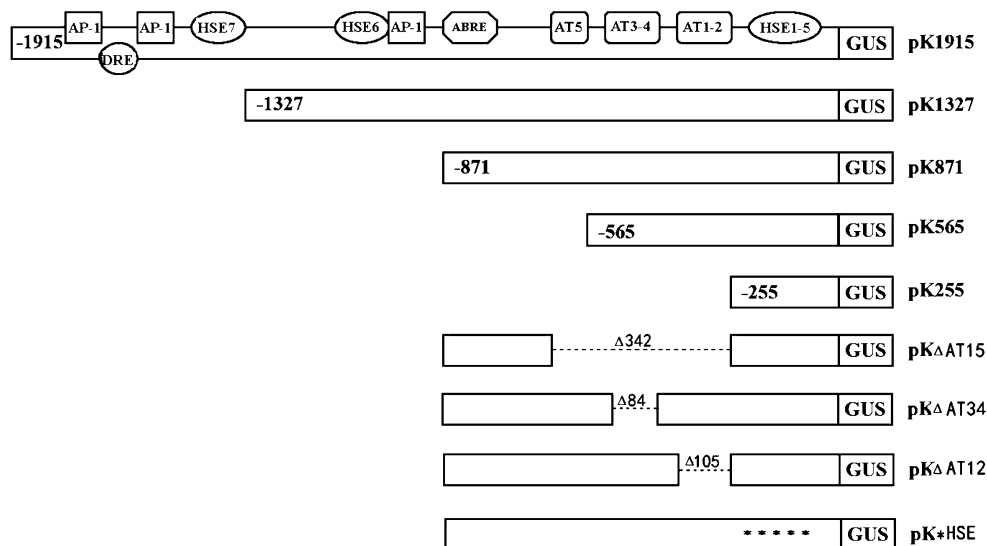 AP-1 AP-1 HSE7 HSE6 AP-1 ABRE AT5 AT3-4 AT1-2 HSE1-5
-1915 DRE GUS pK1915
-1327 GUS pK1327
-871 GUS pK871
-565 GUS pK565
-255 GUS pK255
Δ342 GUS pKΔAT15
Δ84 GUS pKΔAT34
Δ105 GUS pKΔAT12
***** GUS pK*HSE